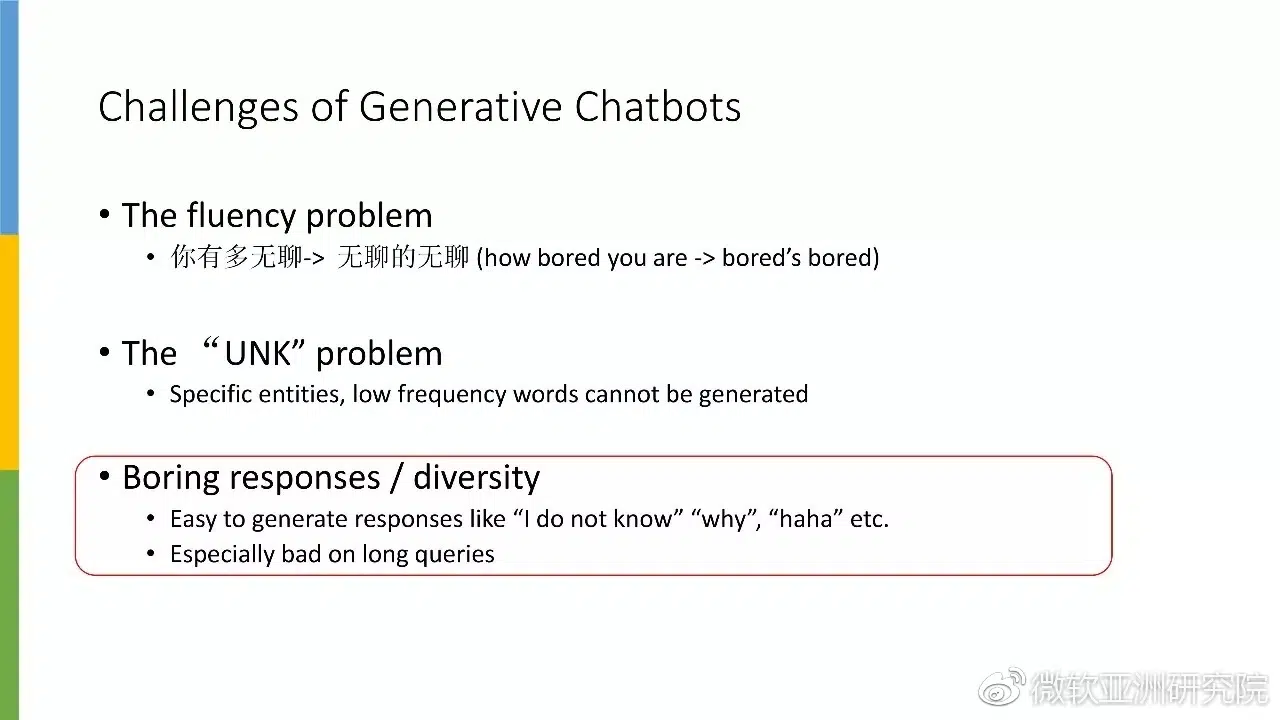 Challenges of Generative Chatbots
• The fluency problem
• 你有多无聊-> 无聊的无聊 (how bored you are -> bored’s bored)
• The “UNK” problem
• Specific entities, low frequency words cannot be generated
• Boring responses / diversity
• Easy to generate responses like “I do not know” “why”, “haha” etc.
• Especially bad on long queries
微软亚洲研究院